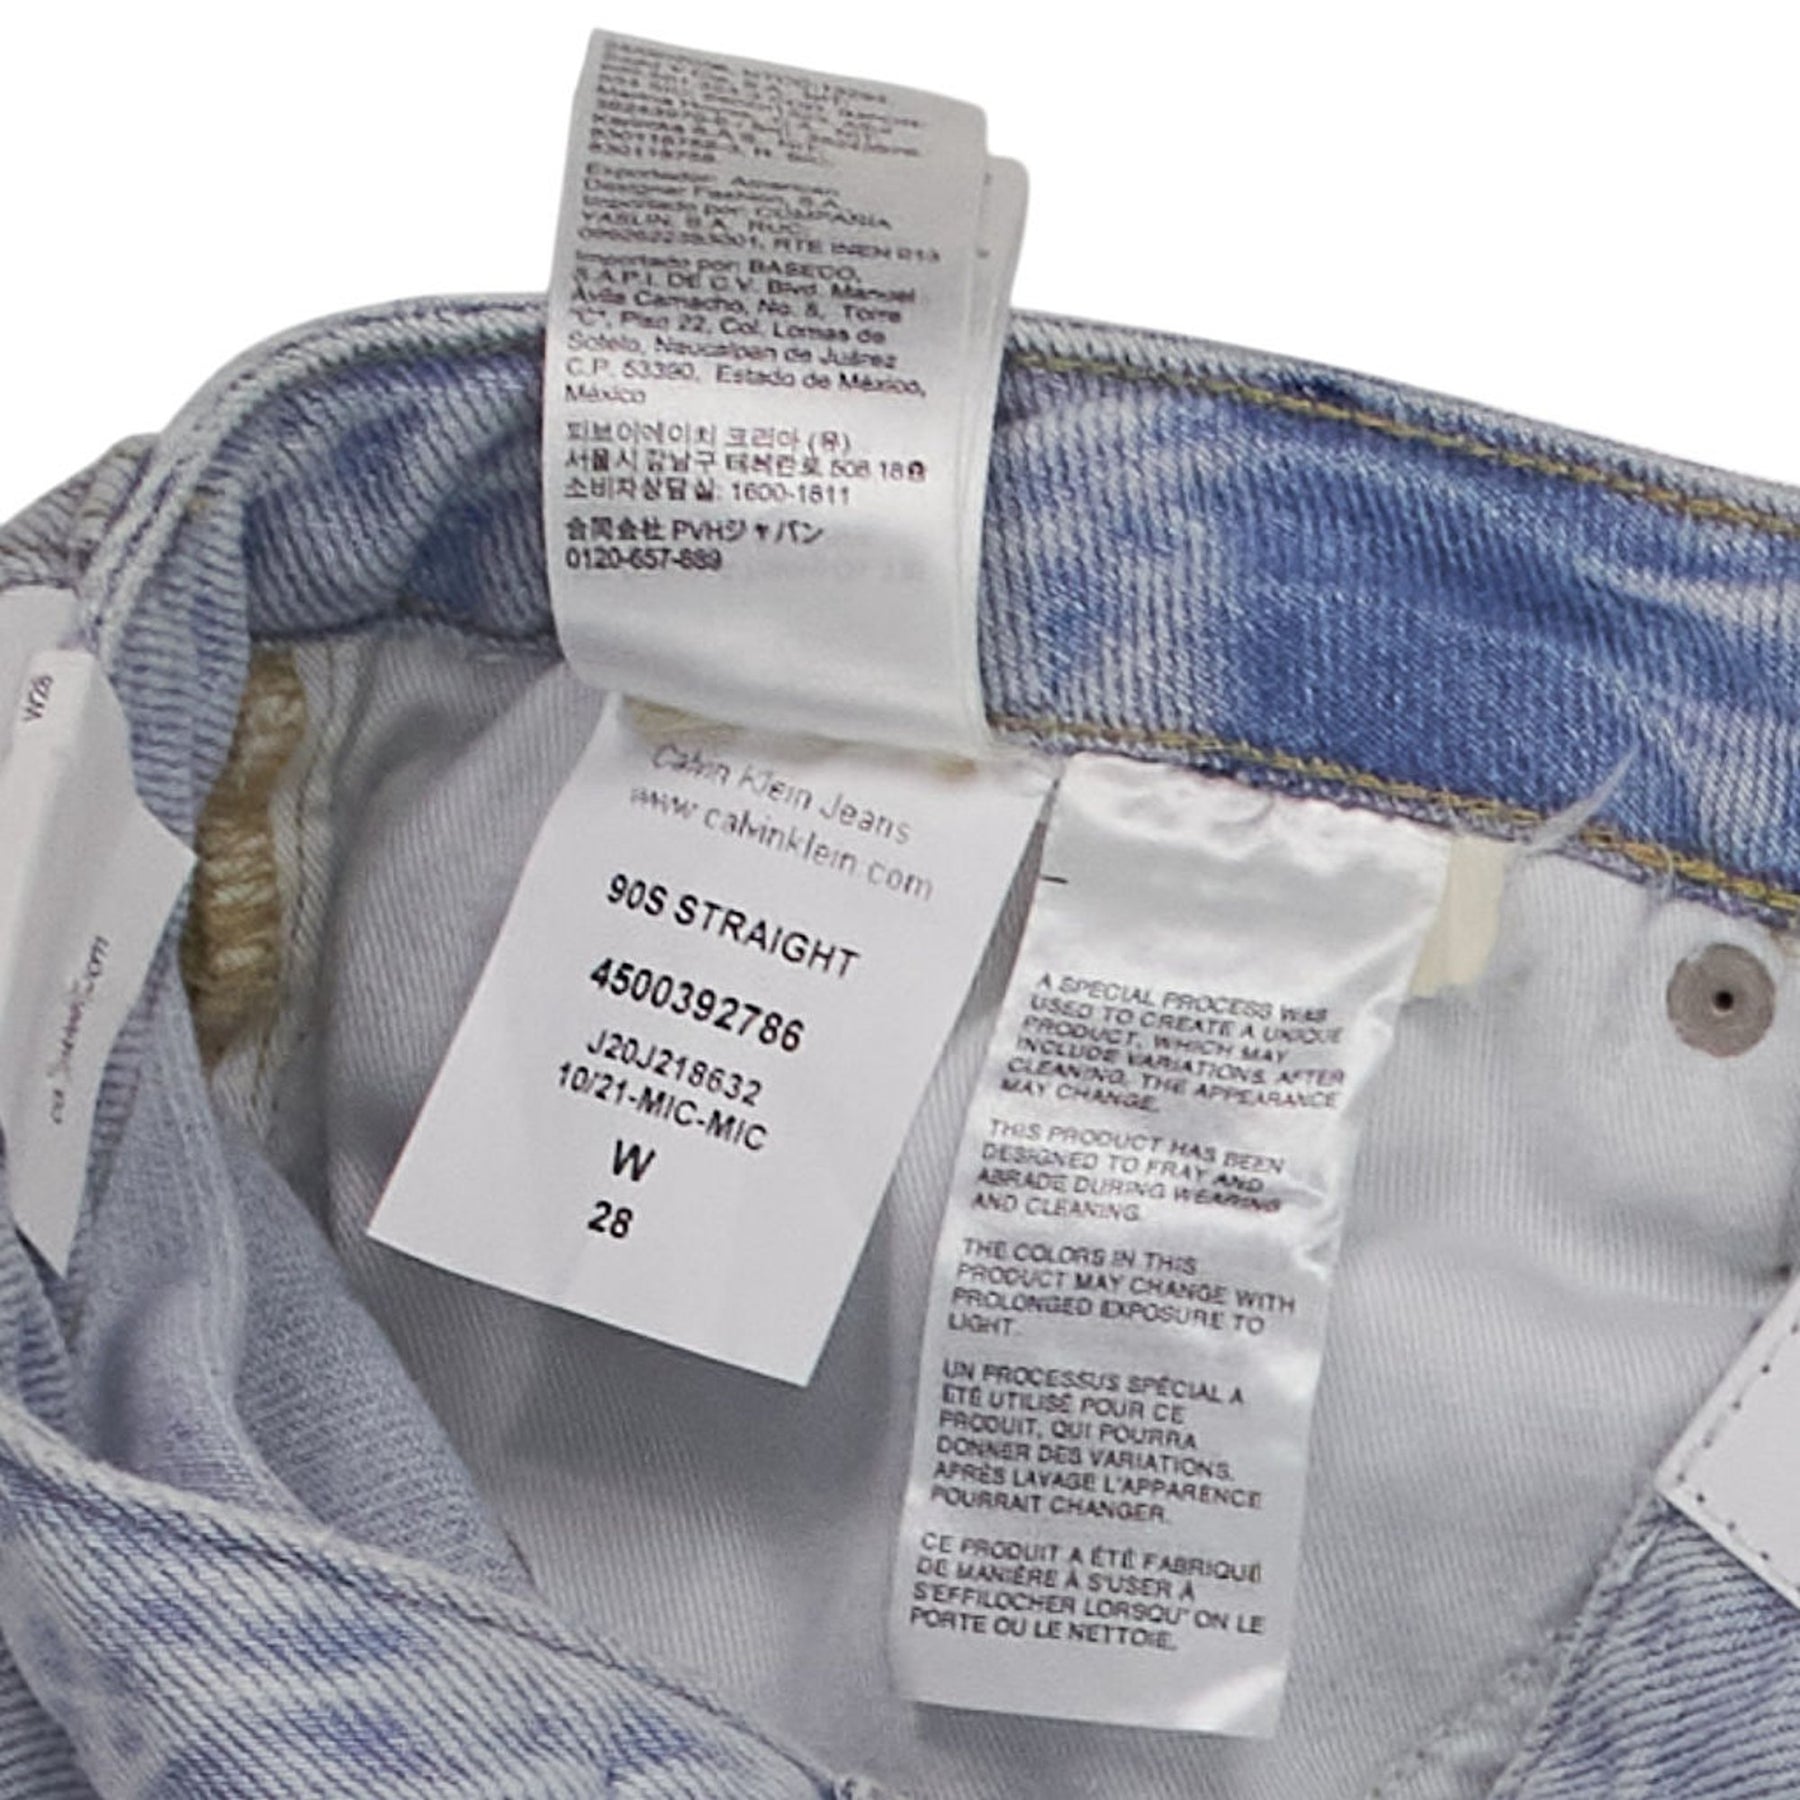 Exportador: American
Designer Fashion, S.A.
Importado por: COMPAÑIA
YASLIN, S.A. RUC:
RTE INEN 013
Importado por: BASECO,
S.A.P.I. DE C.V. Blvd. Manuel
Ávila Camacho, No. 5, Torre
"C", Piso 22, Col. Lomas de
Sotelo, Naucalpan de Juárez
C.P. 53390, Estado de México,
México
피브이에이치 코리아 (유)
서울시 강남구 테헤란로 508 18층
소비자상담실: 1600-1811
合同会社 PVHジャパン
0120-657-889
W28
Calvin Klein Jeans
www.calvinklein.com
90S STRAIGHT
4500392786
J20J218632
10/21-MIC-MIC
W
28
A SPECIAL PROCESS WAS
USED TO CREATE A UNIQUE
PRODUCT, WHICH MAY
INCLUDE VARIATIONS. AFTER
CLEANING, THE APPEARANCE
MAY CHANGE.
THIS PRODUCT HAS BEEN
DESIGNED TO FRAY AND
ABRADE DURING WEARING
AND CLEANING.
THE COLORS IN THIS
PRODUCT MAY CHANGE WITH
PROLONGED EXPOSURE TO
LIGHT.
UN PROCESSUS SPÉCIAL A
ÉTÉ UTILISÉ POUR CE
PRODUIT, QUI POURRA
DONNER DES VARIATIONS.
APRÈS LAVAGE L'APPARENCE
POURRAIT CHANGER.
CE PRODUIT A ÉTÉ FABRIQUÉ
DE MANIÈRE À S'USER À
S'EFFILOCHER LORSQU' ON LE
PORTE OU LE NETTOIE.